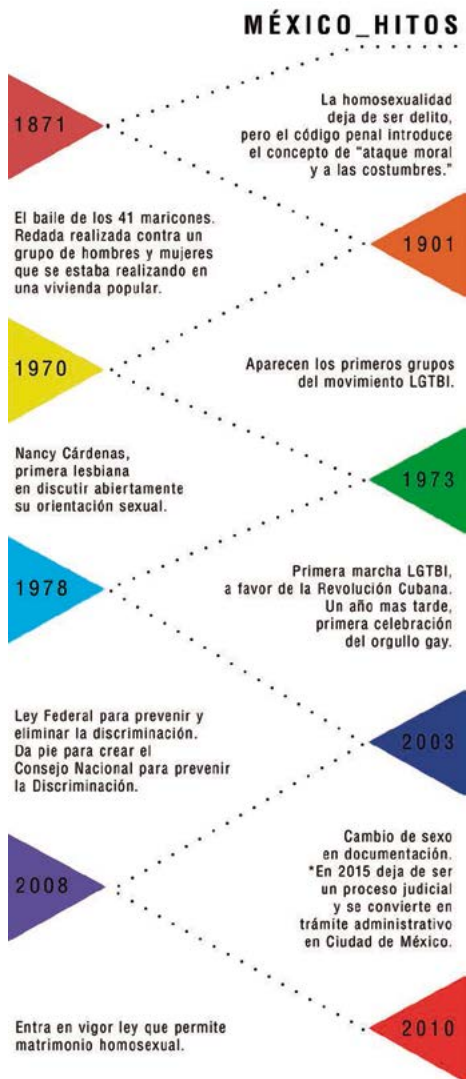 MÉXICO_HITOS
1871
La homosexualidad
deja de ser delito,
pero el código penal introduce
el concepto de "ataque moral
y a las costumbres."
El baile de los 41 maricones.
Redada realizada contra un
grupo de hombres y mujeres
que se estaba realizando en
una vivienda popular.
1901
1970
Aparecen los primeros grupos
del movimiento LGTBI.
Nancy Cárdenas,
primera lesbiana
en discutir abiertamente
su orientación sexual.
1973
1978
Primera marcha LGTBI,
a favor de la Revolución Cubana.
Un año mas tarde,
primera celebración
del orgullo gay.
Ley Federal para prevenir y
eliminar la discriminación.
Da pie para crear el
Consejo Nacional para prevenir
la Discriminación.
2003
2008
Cambio de sexo
en documentación.
*En 2015 deja de ser
un proceso judicial
y se convierte en
trámite administrativo
en Ciudad de México.
Entra en vigor ley que permite
matrimonio homosexual.
2010